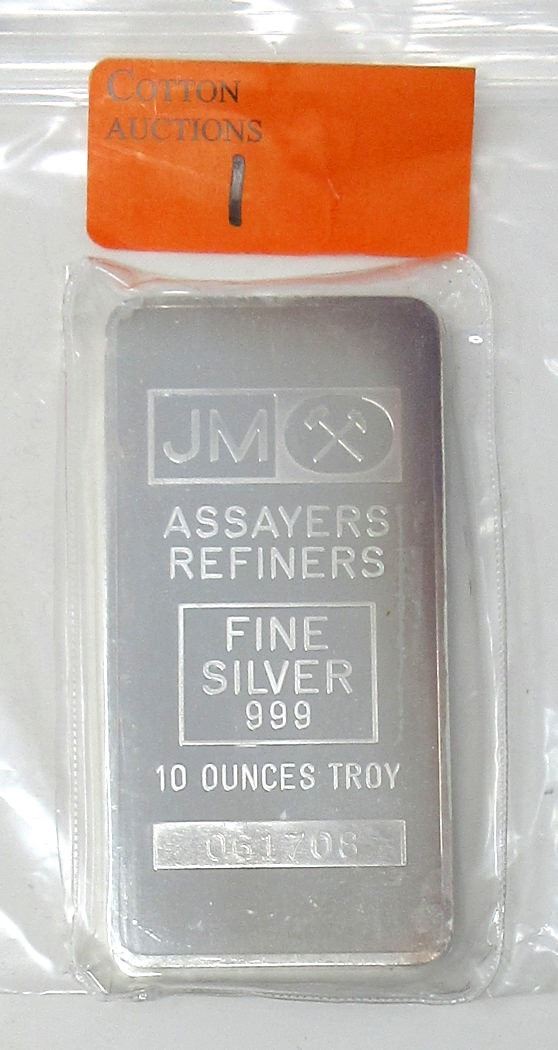 COTTON
AUCTIONS
1
JM
ASSAYERS
REFINERS
FINE
SILVER
999
10 OUNCES TROY
061708